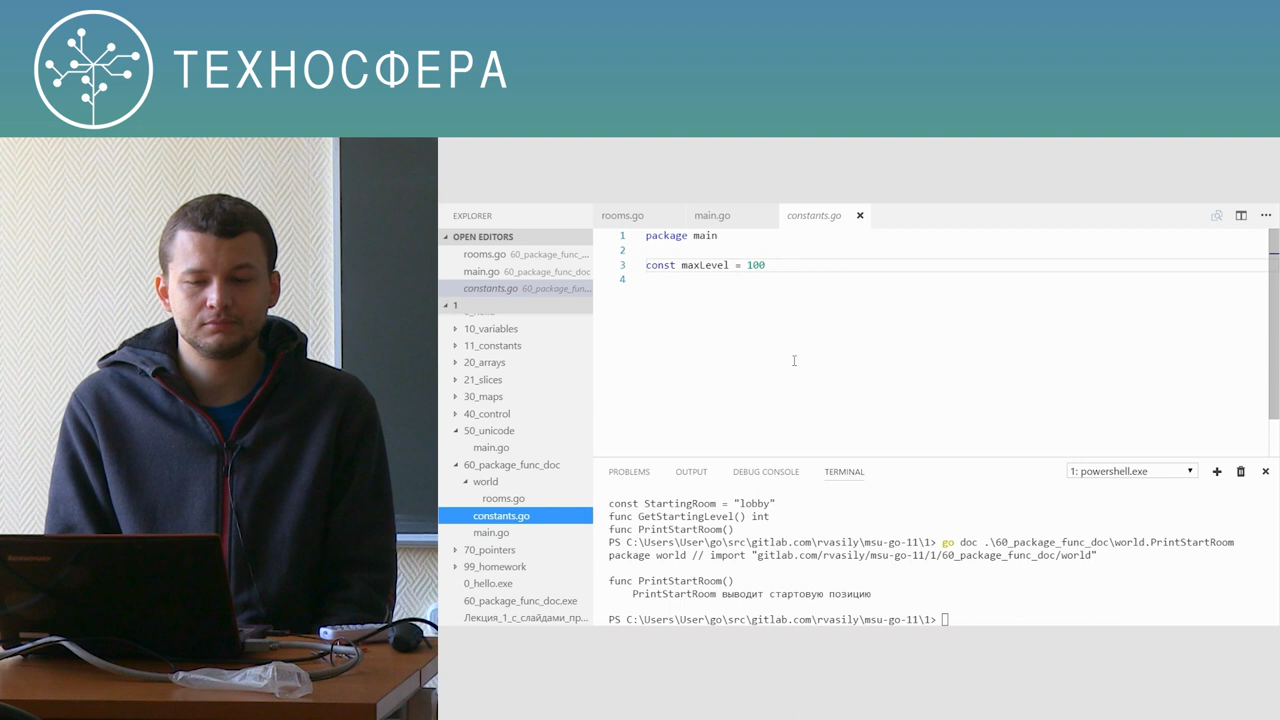 ТЕХНОСФЕРА
EXPLORER
OPEN EDITORS
rooms.go 60_package_func_...
main.go 60_package_func_doc
constants.go 60_package_fun...
1
10_variables
11_constants
20_arrays
21_slices
30_maps
40_control
50_unicode
main.go
60_package_func_doc
world
rooms.go
constants.go
main.go
70_pointers
99_homework
0_hello.exe
60_package_func_doc.exe
Лекция_1_с_слайдами_пр...
rooms.go main.go constants.go
1 package main
2
3 const maxLevel = 100
4
PROBLEMS OUTPUT DEBUG CONSOLE TERMINAL 1: powershell.exe
const StartingRoom = "lobby"
func GetStartingLevel() int
func PrintStartRoom()
PS C:\Users\User\go\src\gitlab.com\rvasily\msu-go-11\1> go doc .\60_package_func_doc\world.PrintStartRoom
package world // import "gitlab.com/rvasily/msu-go-11/1/60_package_func_doc/world"
func PrintStartRoom()
PrintStartRoom выводит стартовую позицию
PS C:\Users\User\go\src\gitlab.com\rvasily\msu-go-11\1>